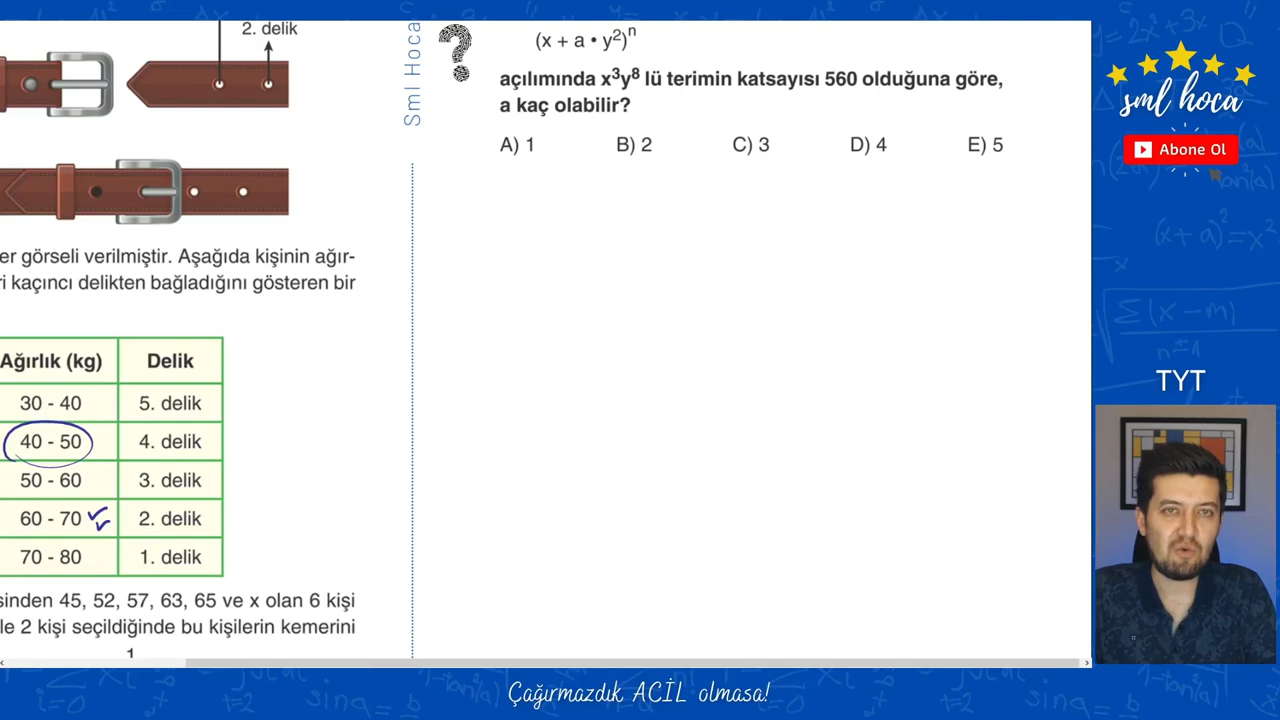 2. delik
er görseli verilmiştir. Aşağıda kişinin ağır-
ri kaçıncı delikten bağladığını gösteren bir
Ağırlık (kg) Delik
30 - 40 5. delik
40 - 50 4. delik
50 - 60 3. delik
60 - 70 2. delik
70 - 80 1. delik
sinden 45, 52, 57, 63, 65 ve x olan 6 kişi
le 2 kişi seçildiğinde bu kişilerin kemerini
1
Sml Hoca
?
(x + a • y²)ⁿ
açılımında x³y⁸ lü terimin katsayısı 560 olduğuna göre,
a kaç olabilir?
A) 1 B) 2 C) 3 D) 4 E) 5
sml hoca
Abone Ol
TYT
Çağırmazdık ACİL olmasa!